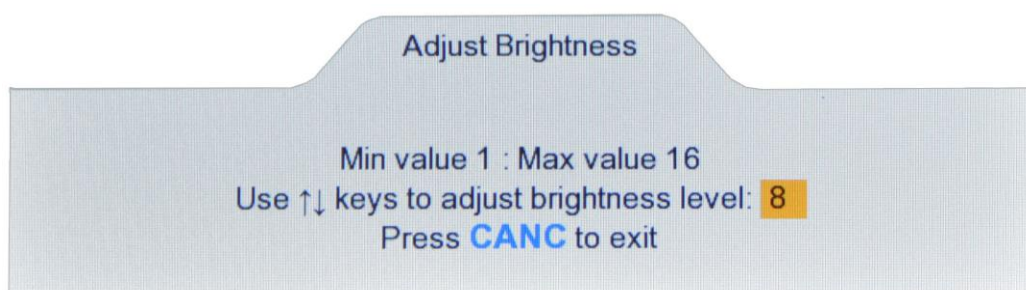 Adjust Brightness
Min value 1 : Max value 16
Use ↑↓ keys to adjust brightness level: 8
Press CANC to exit